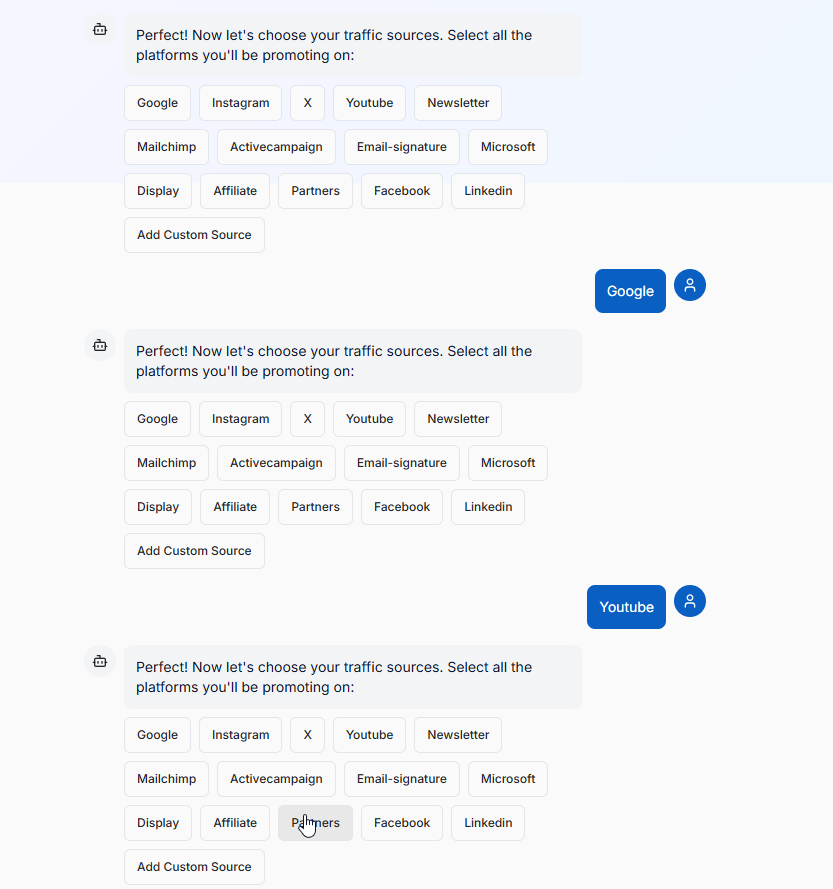 Perfect! Now let's choose your traffic sources. Select all the
platforms you'll be promoting on:
Google Instagram X Youtube Newsletter
Mailchimp Activecampaign Email-signature Microsoft
Display Affiliate Partners Facebook Linkedin
Add Custom Source
Google
Perfect! Now let's choose your traffic sources. Select all the
platforms you'll be promoting on:
Google Instagram X Youtube Newsletter
Mailchimp Activecampaign Email-signature Microsoft
Display Affiliate Partners Facebook Linkedin
Add Custom Source
Youtube
Perfect! Now let's choose your traffic sources. Select all the
platforms you'll be promoting on:
Google Instagram X Youtube Newsletter
Mailchimp Activecampaign Email-signature Microsoft
Display Affiliate Partners Facebook Linkedin
Add Custom Source